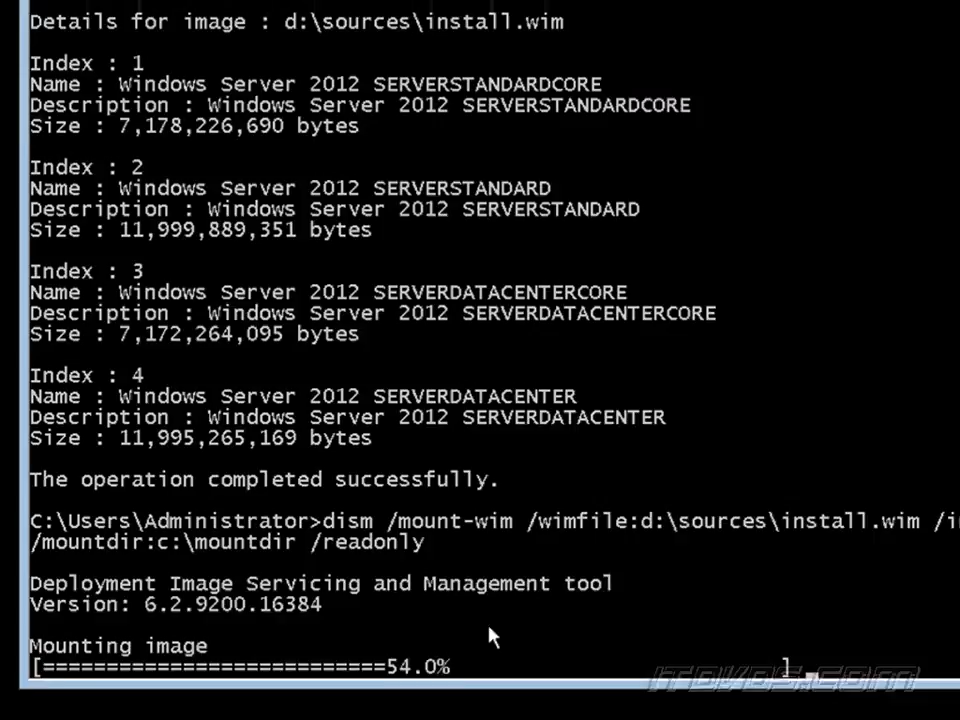 Details for image : d:\sources\install.wim
Index : 1
Name : Windows Server 2012 SERVERSTANDARDCORE
Description : Windows Server 2012 SERVERSTANDARDCORE
Size : 7,178,226,690 bytes
Index : 2
Name : Windows Server 2012 SERVERSTANDARD
Description : Windows Server 2012 SERVERSTANDARD
Size : 11,999,889,351 bytes
Index : 3
Name : Windows Server 2012 SERVERDATACENTERCORE
Description : Windows Server 2012 SERVERDATACENTERCORE
Size : 7,172,264,095 bytes
Index : 4
Name : Windows Server 2012 SERVERDATACENTER
Description : Windows Server 2012 SERVERDATACENTER
Size : 11,995,265,169 bytes
The operation completed successfully.
C:\Users\Administrator>dism /mount-wim /wimfile:d:\sources\install.wim /i
/mountdir:c:\mountdir /readonly
Deployment Image Servicing and Management tool
Version: 6.2.9200.16384
Mounting image
[===========================54.0%                          ]
ITDVDS.COM